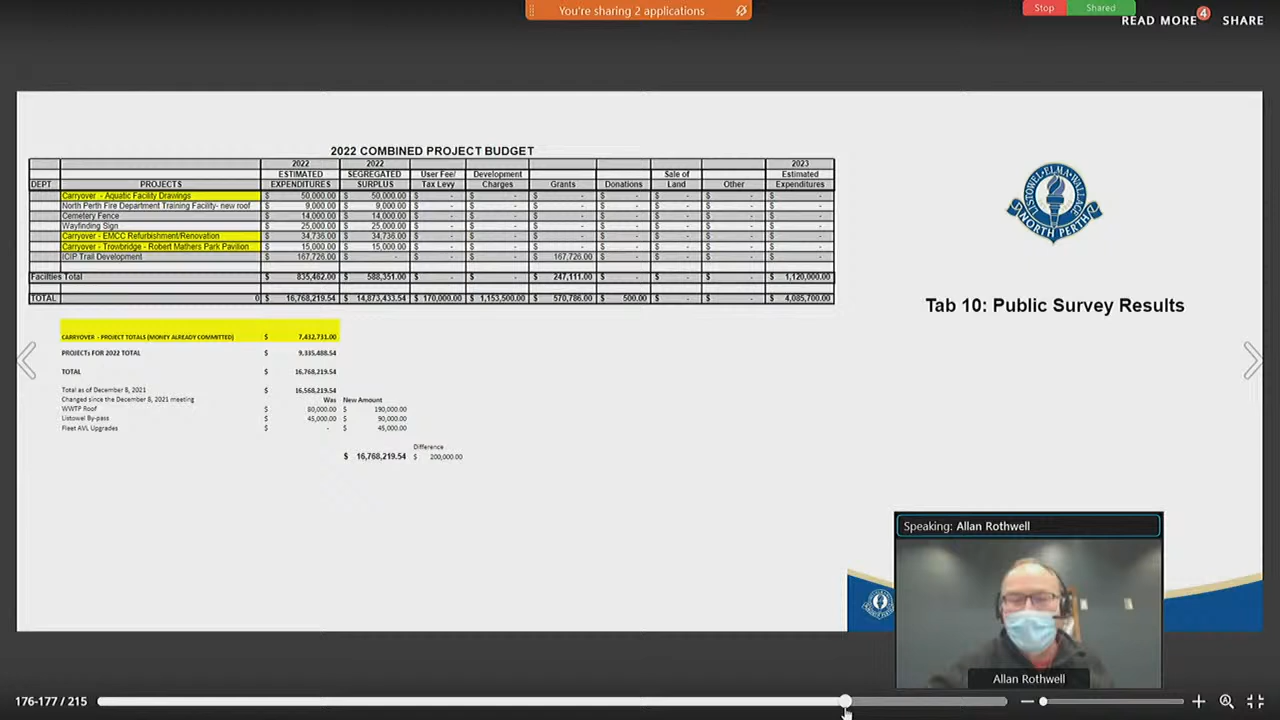 You're sharing 2 applications
Stop Shared
READ MORE 4 SHARE
2022 COMBINED PROJECT BUDGET
2022 2022 2023
ESTIMATED SEGREGATED User Fee/ Development Sale of Estimated
DEPT PROJECTS EXPENDITURES SURPLUS Tax Levy Charges Grants Donations Land Other Expenditures
Carryover - Aquatic Facility Drawings $ 50,000.00 $ 50,000.00 $ - $ - $ - $ - $ - $ - $ -
North Perth Fire Department Training Facility- new roof $ 9,000.00 $ 9,000.00 $ - $ - $ - $ - $ - $ - $ -
Cemetery Fence $ 14,000.00 $ 14,000.00 $ - $ - $ - $ - $ - $ - $ -
Wayfinding Sign $ 25,000.00 $ 25,000.00 $ - $ - $ - $ - $ - $ - $ -
Carryover - EMCC Refurbishment/Renovation $ 34,736.00 $ 34,736.00 $ - $ - $ - $ - $ - $ - $ -
Carryover - Trowbridge - Robert Mathers Park Pavilion $ 15,000.00 $ 15,000.00 $ - $ - $ - $ - $ - $ - $ -
ICIP Trail Development $ 167,726.00 $ - $ - $ - $ 167,726.00 $ - $ - $ - $ -
Facilties Total $ 835,462.00 $ 588,351.00 $ - $ - $ 247,111.00 $ - $ - $ - $ 1,120,000.00
TOTAL 0 $ 16,768,219.54 $ 14,873,433.54 $ 170,000.00 $ 1,153,500.00 $ 570,786.00 $ 500.00 $ - $ - $ 4,085,700.00
CARRYOVER - PROJECT TOTALS (MONEY ALREADY COMMITTED) $ 7,432,731.00
PROJECTs FOR 2022 TOTAL $ 9,335,488.54
TOTAL $ 16,768,219.54
Total as of December 8, 2021 $ 16,568,219.54
Changed since the December 8, 2021 meeting Was New Amount
WWTP Roof $ 80,000.00 $ 190,000.00
Listowel By-pass $ 45,000.00 $ 90,000.00
Fleet AVL Upgrades $ - $ 45,000.00
Difference
$ 16,768,219.54 $ 200,000.00
LISTOWEL • ELMA • WALLACE
NORTH PERTH
Tab 10: Public Survey Results
Speaking: Allan Rothwell
Allan Rothwell
176-177 / 215